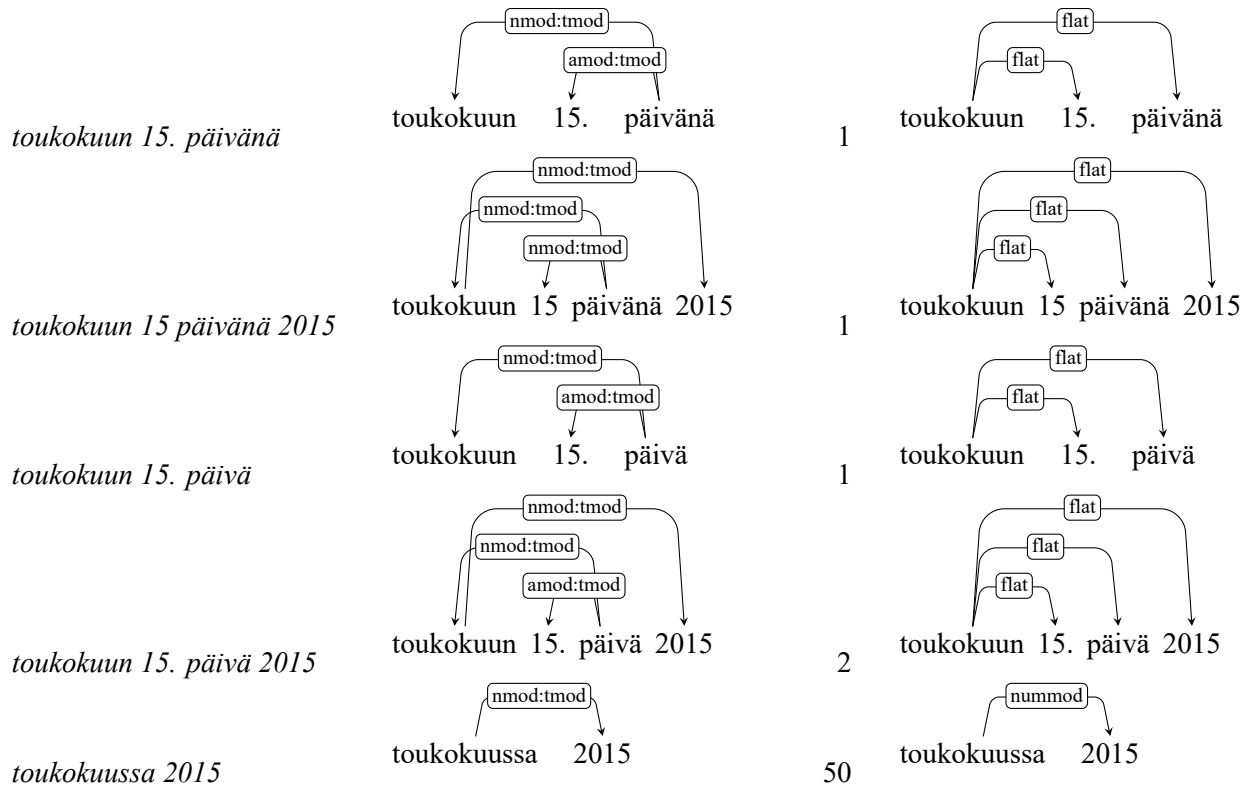 nmod:tmod flat
amod:tmod flat
toukokuun 15. päivänä toukokuun 15. päivänä
toukokuun 15. päivänä 1
nmod:tmod flat
nmod:tmod flat
nmod:tmod flat
toukokuun 15 päivänä 2015 toukokuun 15 päivänä 2015
toukokuun 15 päivänä 2015 1
nmod:tmod flat
amod:tmod flat
toukokuun 15. päivä toukokuun 15. päivä
toukokuun 15. päivä 1
nmod:tmod flat
nmod:tmod flat
amod:tmod flat
toukokuun 15. päivä 2015 toukokuun 15. päivä 2015
toukokuun 15. päivä 2015 2
nmod:tmod nummod
toukokuussa 2015 toukokuussa 2015
toukokuussa 2015 50